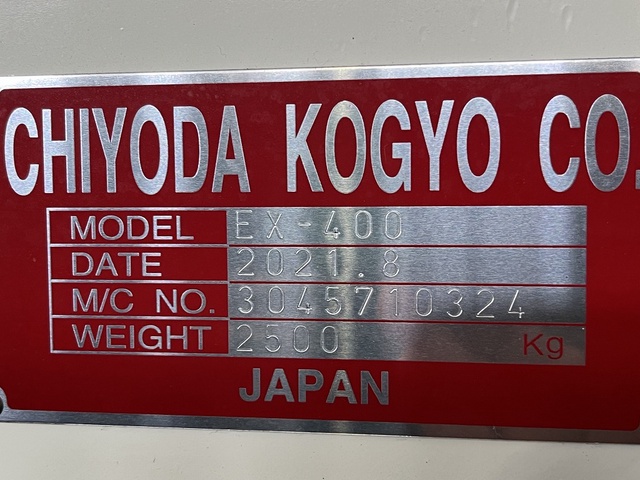 CHIYODA KOGYO CO.
MODEL EX-400
DATE 2021.8
M/C NO. 3045710324
WEIGHT 2500 Kg
JAPAN